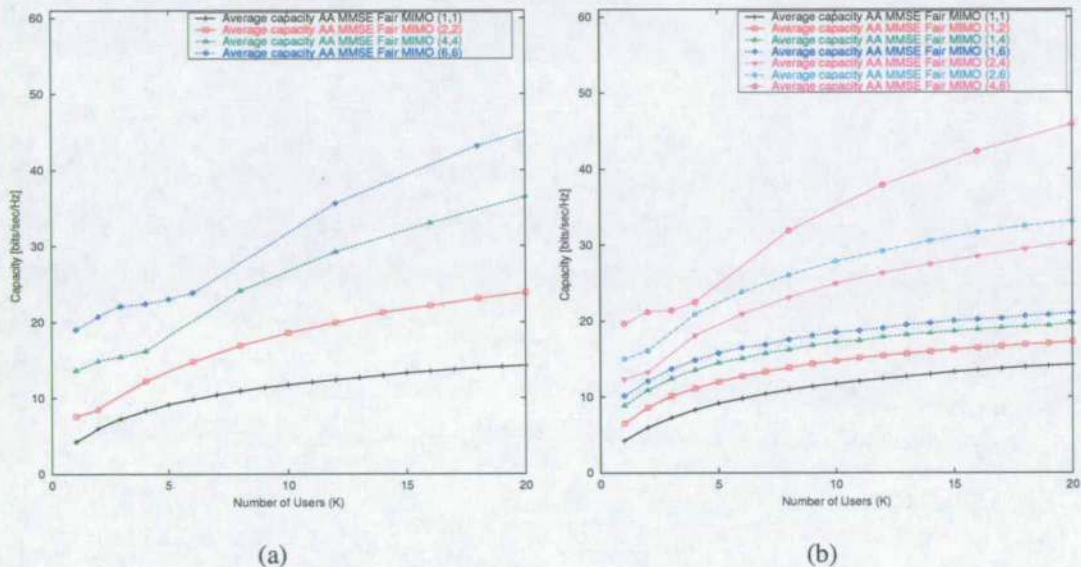 60
50
40
30
20
10
0
Capacity [bits/sec/Hz]
Average capacity AA MMSE Fair MIMO (1,1)
Average capacity AA MMSE Fair MIMO (2,2)
Average capacity AA MMSE Fair MIMO (4,4)
Average capacity AA MMSE Fair MIMO (6,6)
0 5 10 15 20
Number of Users (K)
(a)
60
50
40
30
20
10
0
Capacity [bits/sec/Hz]
Average capacity AA MMSE Fair MIMO (1,1)
Average capacity AA MMSE Fair MIMO (1,2)
Average capacity AA MMSE Fair MIMO (1,4)
Average capacity AA MMSE Fair MIMO (1,6)
Average capacity AA MMSE Fair MIMO (2,4)
Average capacity AA MMSE Fair MIMO (2,6)
Average capacity AA MMSE Fair MIMO (4,6)
0 5 10 15 20
Number of Users (K)
(b)